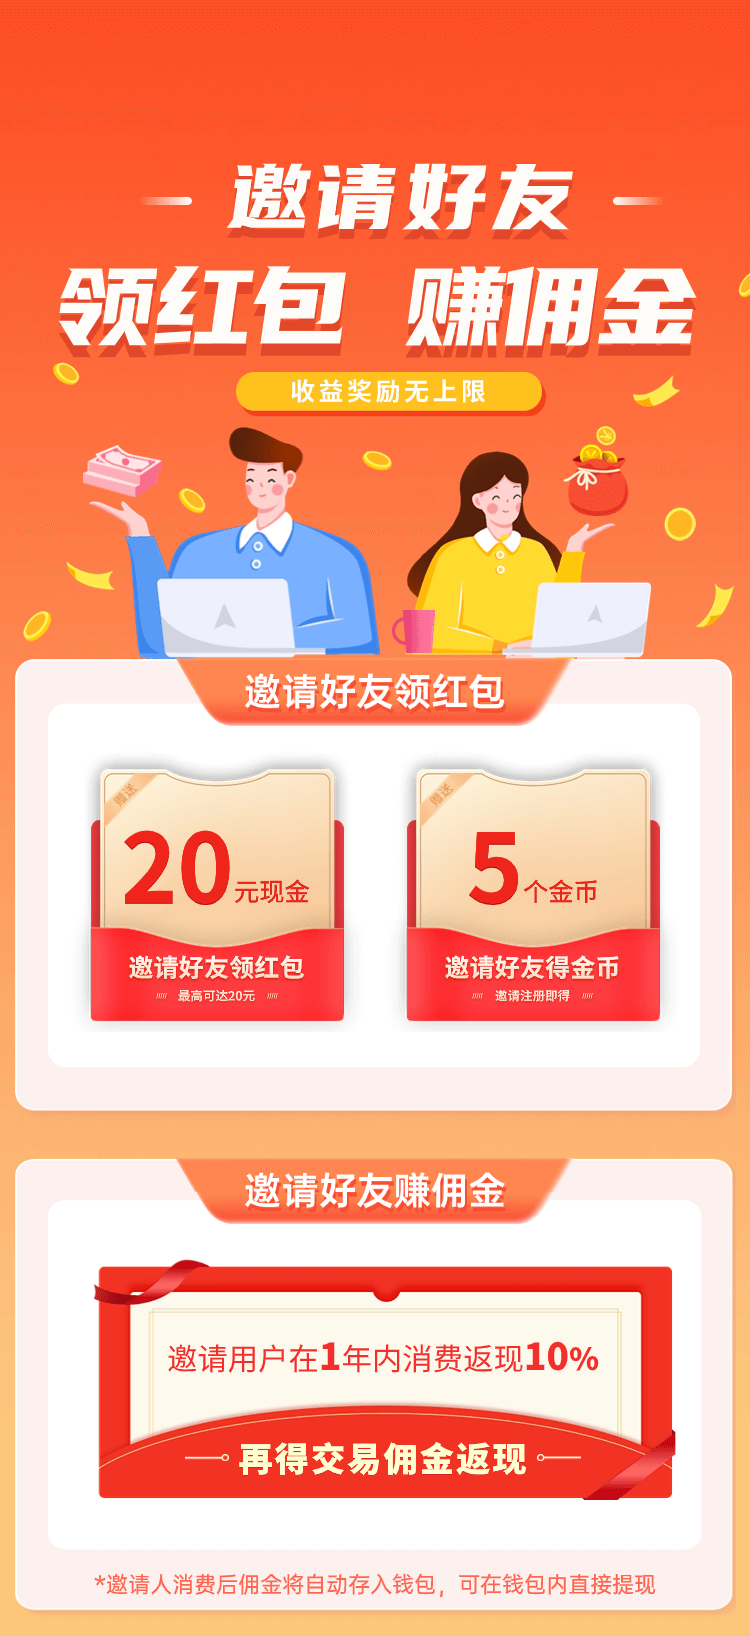 邀请好友
领红包 赚佣金
收益奖励无上限
邀请好友领红包
赠送
20元现金
邀请好友领红包
最高可达20元
赠送
5个金币
邀请好友得金币
邀请注册即得
邀请好友赚佣金
邀请用户在1年内消费返现10%
再得交易佣金返现
*邀请人消费后佣金将自动存入钱包，可在钱包内直接提现